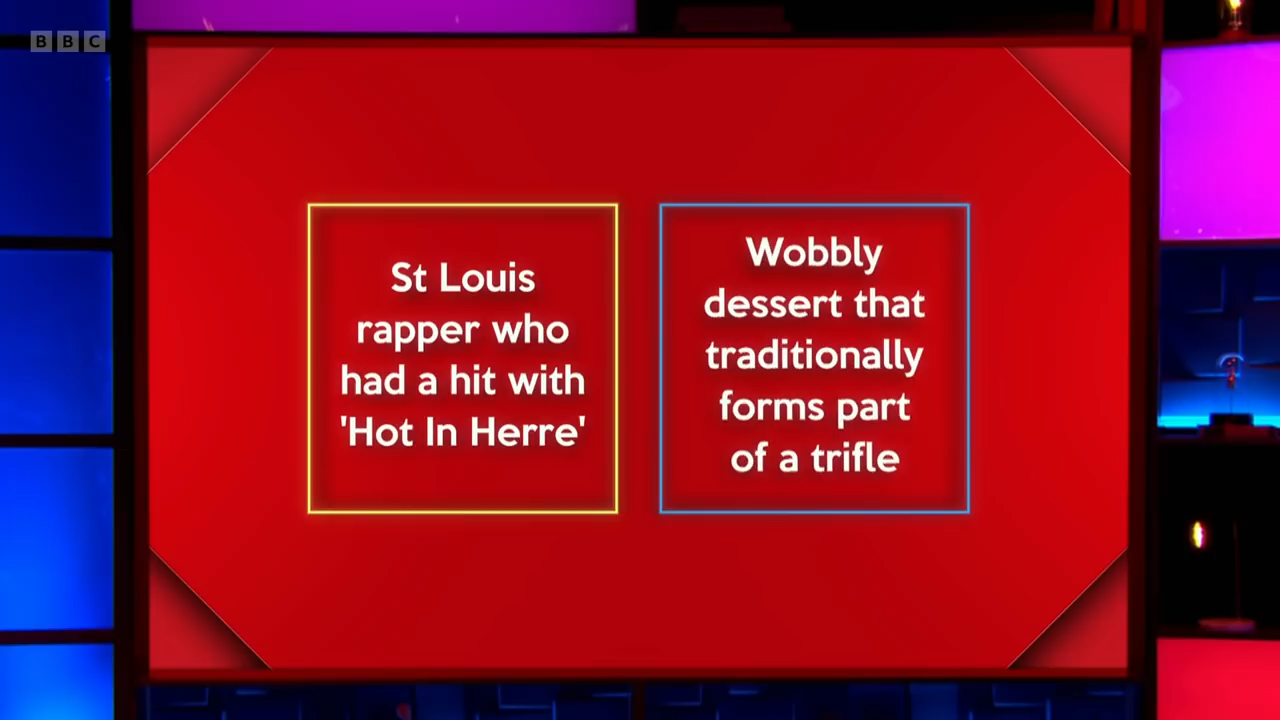 BBC
St Louis
rapper who
had a hit with
'Hot In Herre'
Wobbly
dessert that
traditionally
forms part
of a trifle